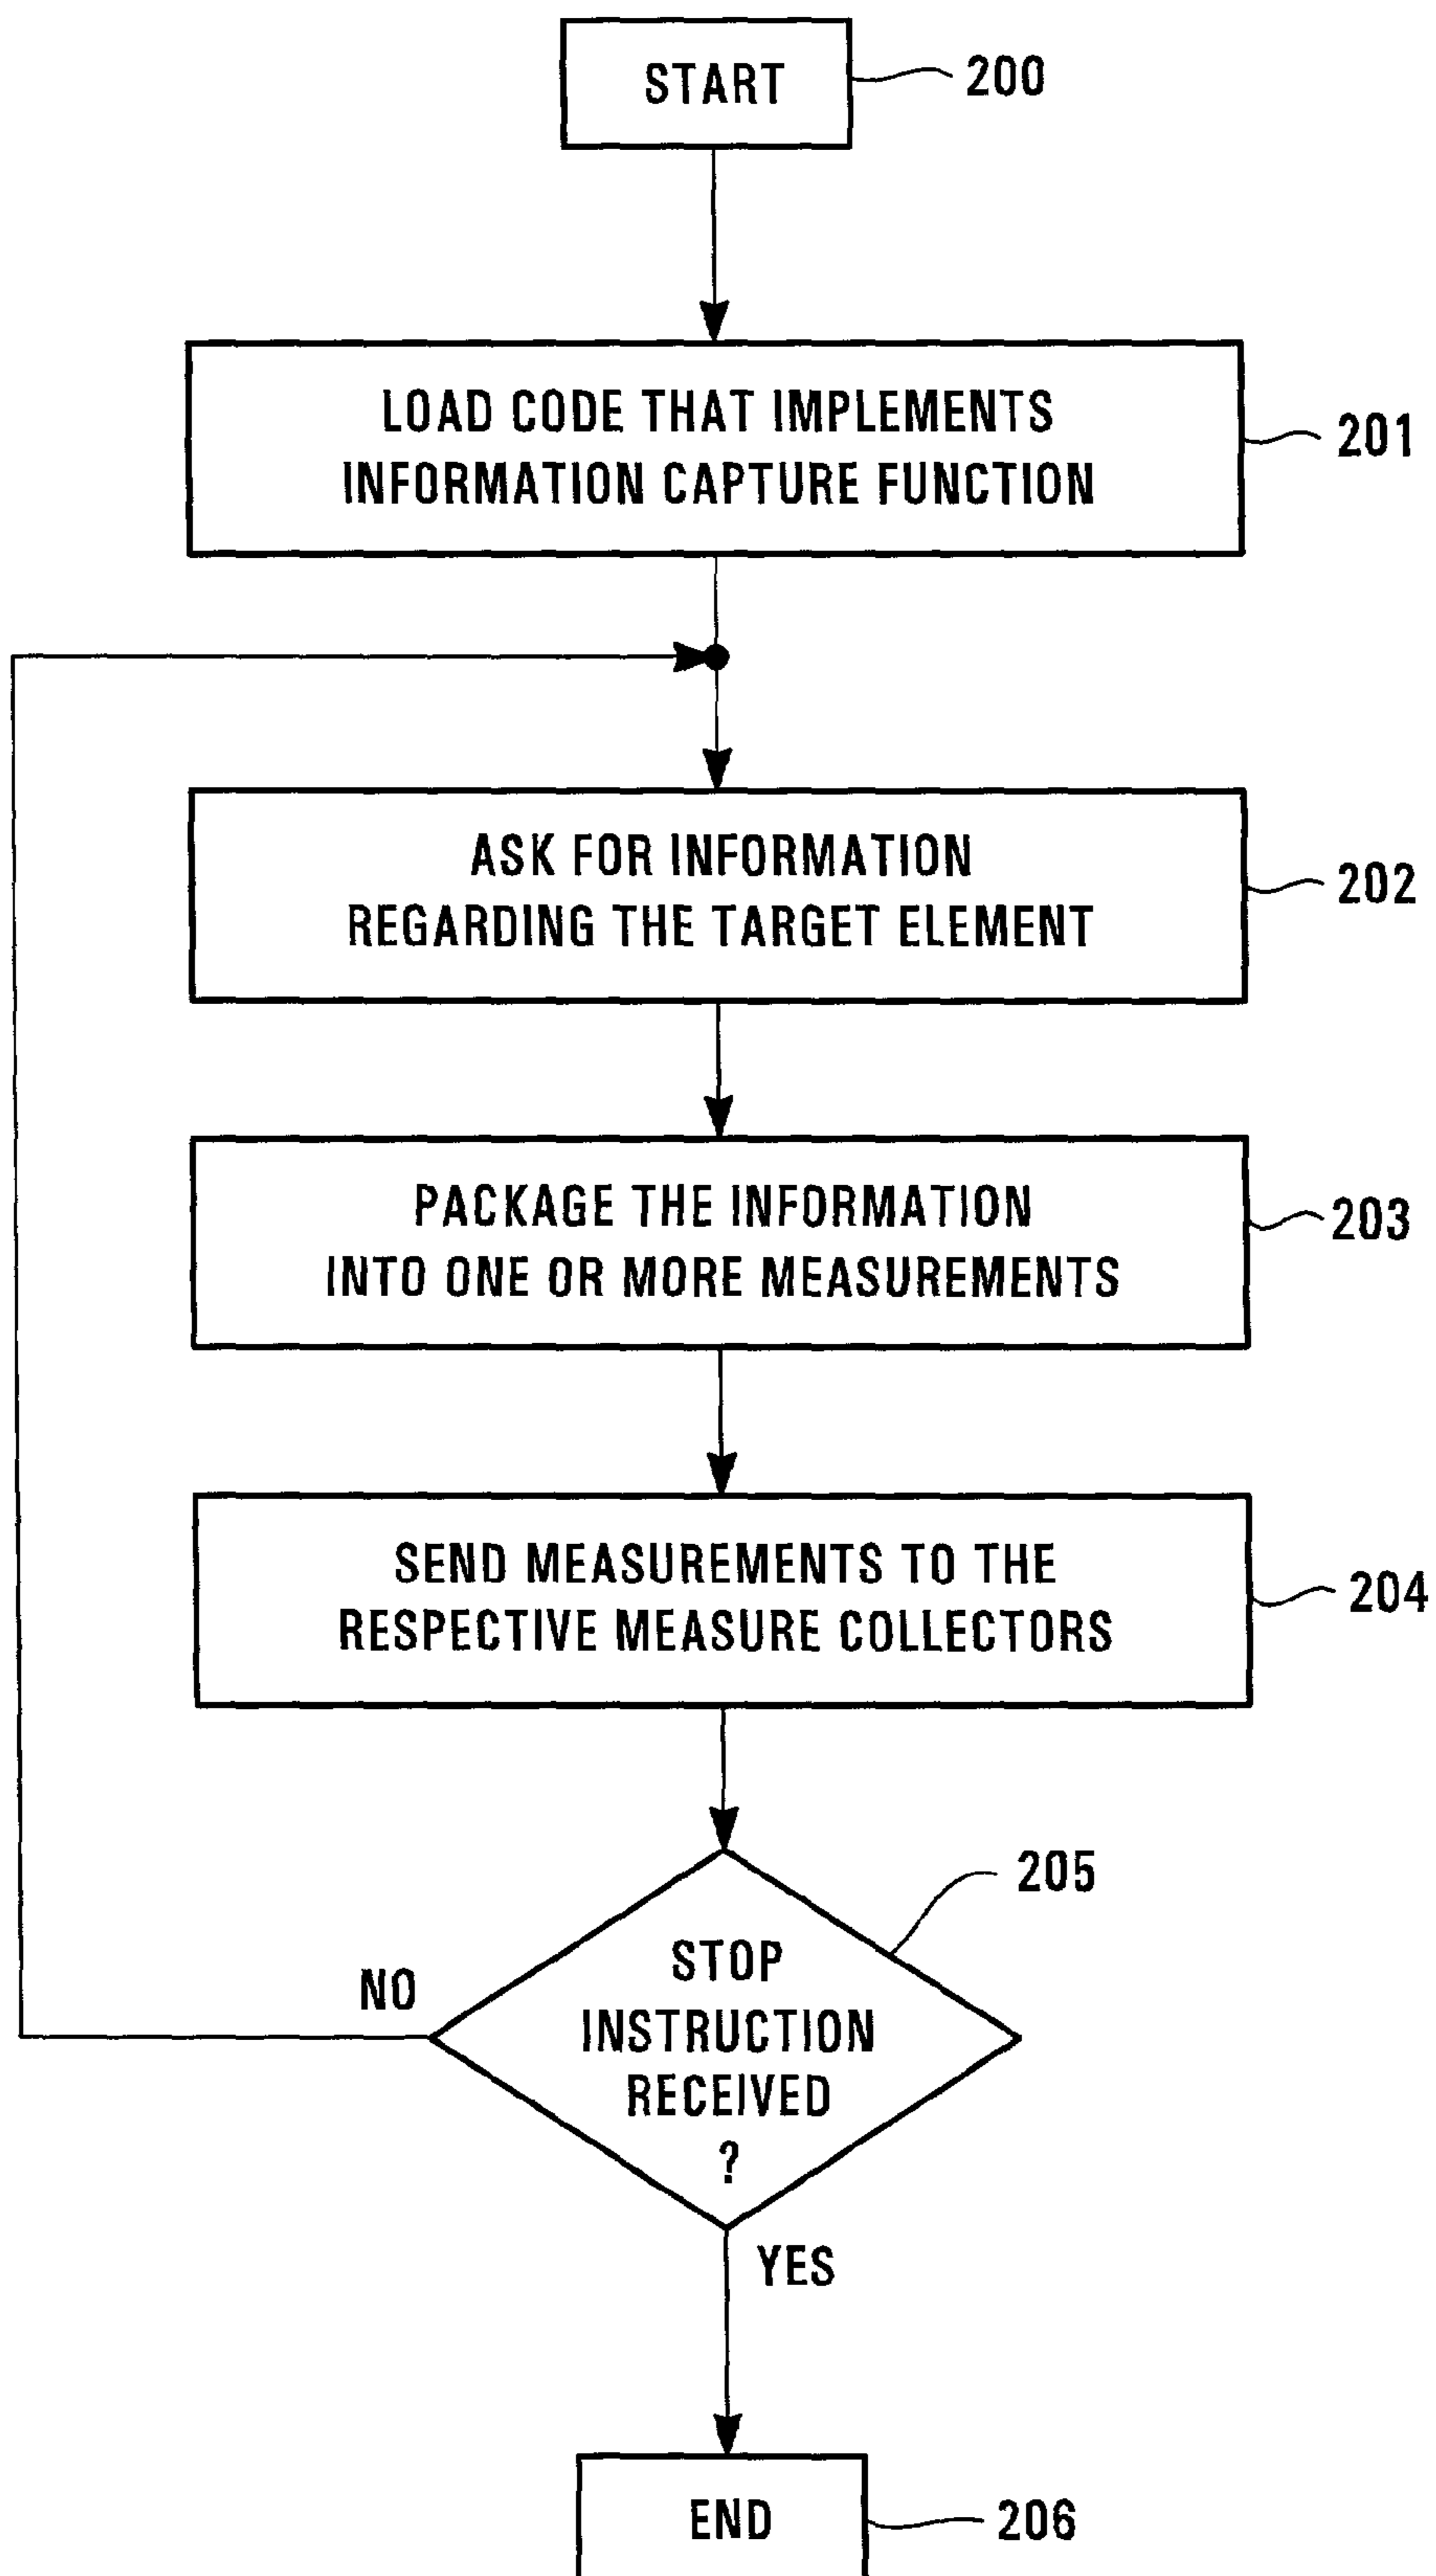 START
200
LOAD CODE THAT IMPLEMENTS
INFORMATION CAPTURE FUNCTION
201
ASK FOR INFORMATION
REGARDING THE TARGET ELEMENT
202
PACKAGE THE INFORMATION
INTO ONE OR MORE MEASUREMENTS
203
SEND MEASUREMENTS TO THE
RESPECTIVE MEASURE COLLECTORS
204
205
STOP
INSTRUCTION
RECEIVED
?
NO
YES
END
206